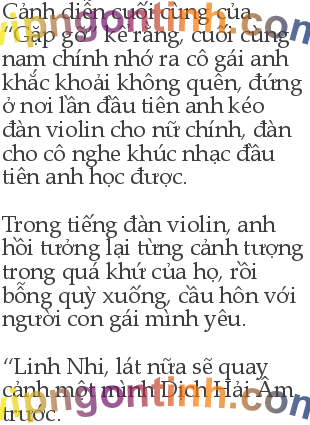 Cảnh diễn cuối cùng của
“Gặp gỡ” kể rằng, cuối cùng
nam chính nhớ ra cô gái anh
khắc khoải không quên, đứng
ở nơi lần đầu tiên anh kéo
đàn violin cho nữ chính, đàn
cho cô nghe khúc nhạc đầu
tiên anh học được.
Trong tiếng đàn violin, anh
hồi tưởng lại từng cảnh tượng
trong quá khứ của họ, rồi
bỗng quỳ xuống, cầu hôn với
người con gái mình yêu.
“Linh Nhi, lát nữa sẽ quay
cảnh một mình Dịch Hải Âm
trước.
vipngontinh.com
vipngontinh.com